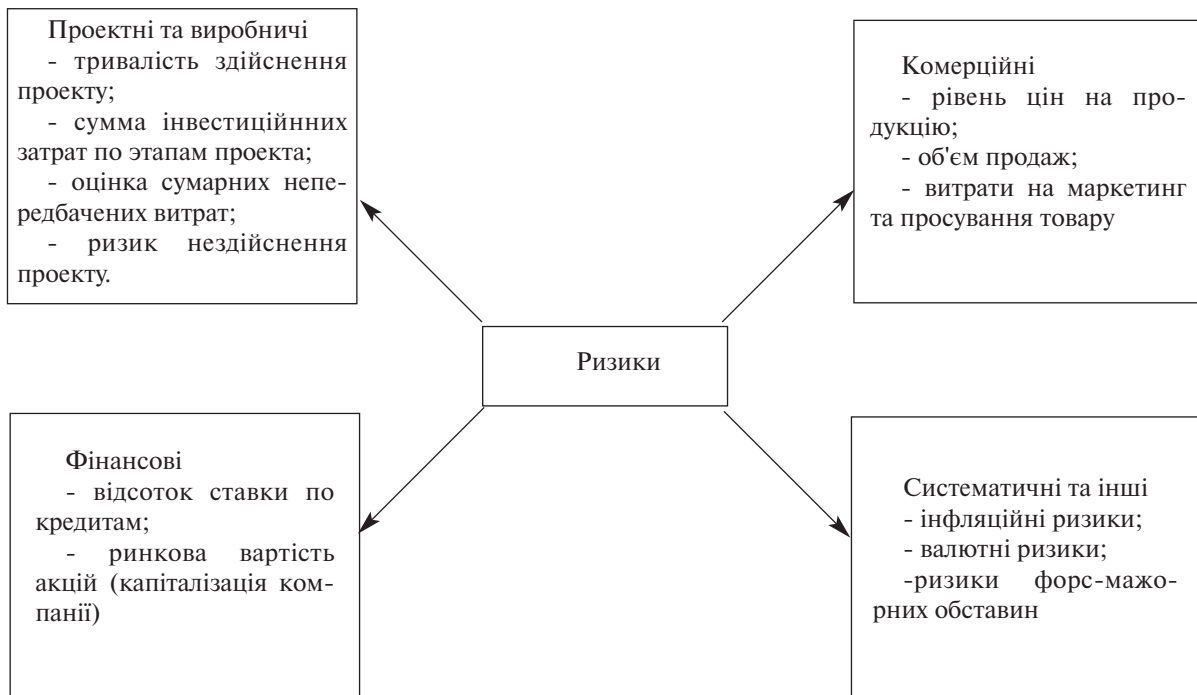 Проектні та виробничі
- тривалість здійснення
проекту;
- сумма інвестиційнних
затрат по этапам проекта;
- оцінка сумарних непе-
редбачених витрат;
- ризик нездійснення
проекту.
Комерційні
- рівень цін на про-
дукцію;
- об'єм продаж;
- витрати на маркетинг
та просування товару
Ризики
Фінансові
- відсоток ставки по
кредитам;
- ринкова вартість
акцій (капіталізація ком-
панії)
Систематичні та інші
- інфляційні ризики;
- валютні ризики;
-ризики форс-мажо-
рних обставин